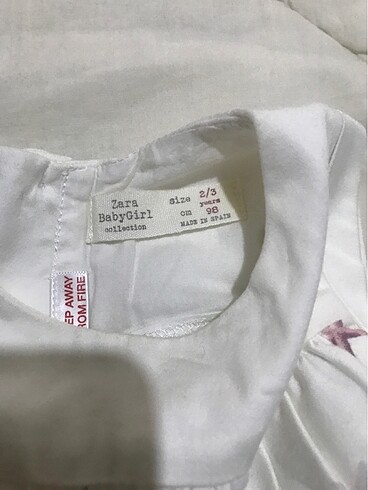 Zara
BabyGirl
collection
size 2/3
years
cm 98
MADE IN SPAIN
EP AWAY
ROM FIRE